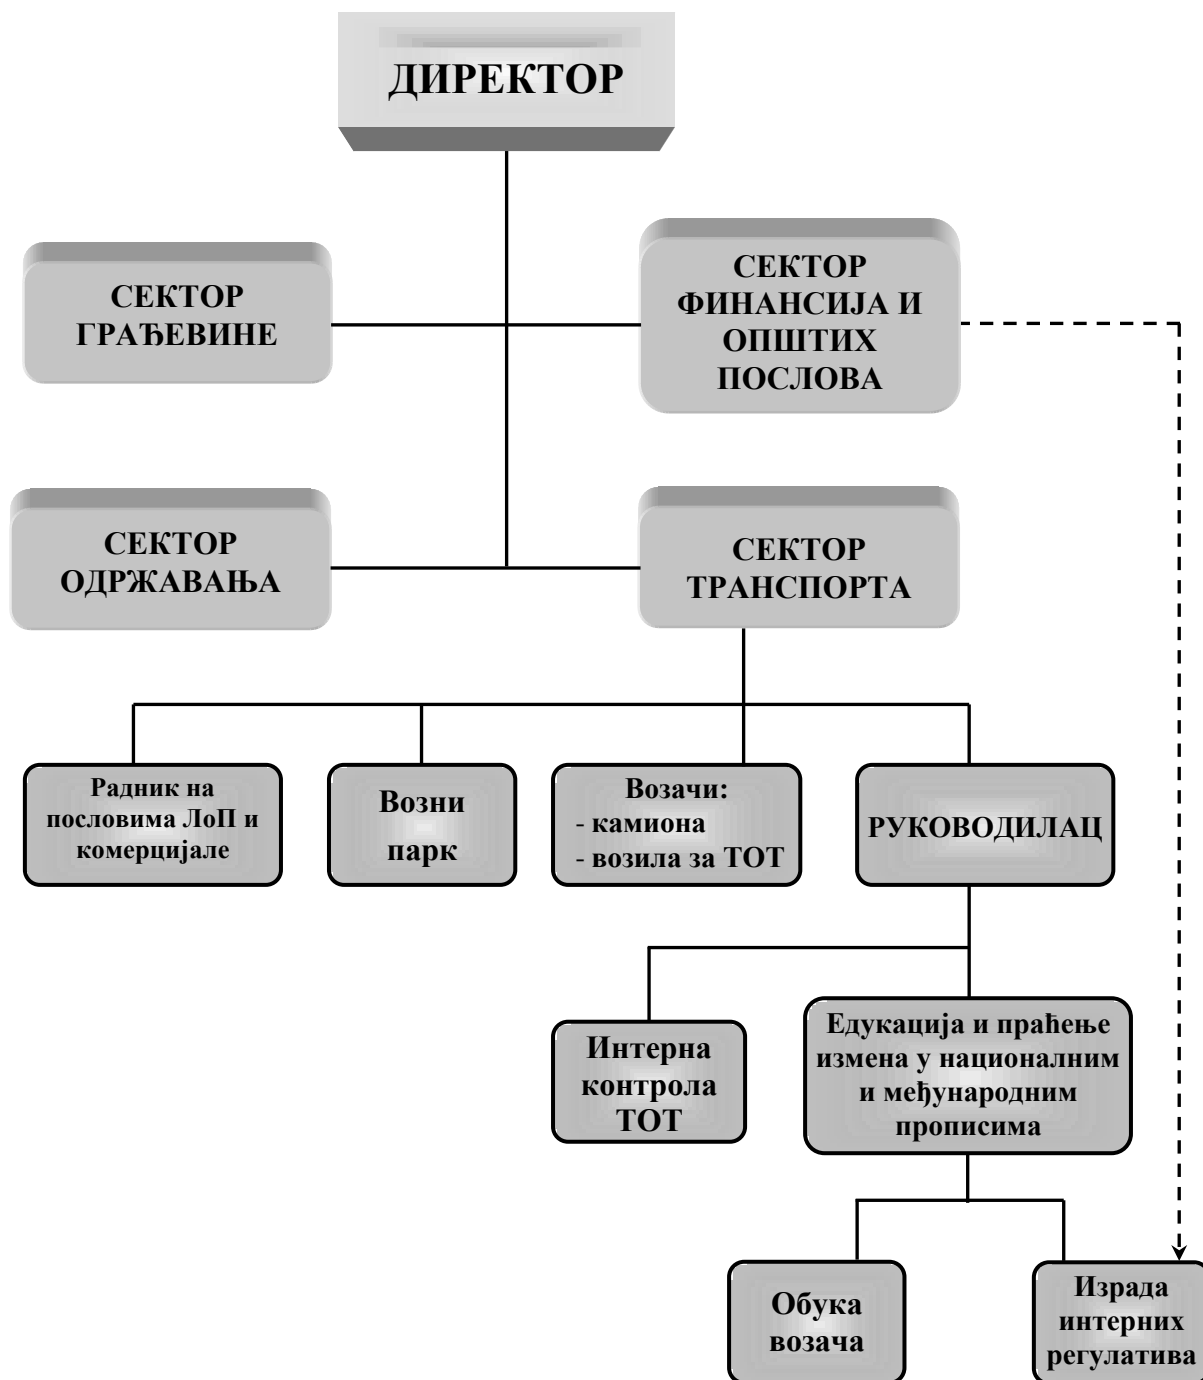 ДИРЕКТОР
СЕКТОР
ГРАЂЕВИНЕ
СЕКТОР
ФИНАНСИЈА И
ОПШТИХ
ПОСЛОВА
СЕКТОР
ОДРЖАВАЊА
СЕКТОР
ТРАНСПОРТА
Радник на
пословима ЛоП и
комерцијале
Возни
парк
Возачи:
- камиона
- возила за ТОТ
РУКОВОДИЛАЦ
Интерна
контрола
ТОТ
Едукација и праћење
измена у националним
и међународним
прописима
Обука
возача
Израда
интерних
регулатива